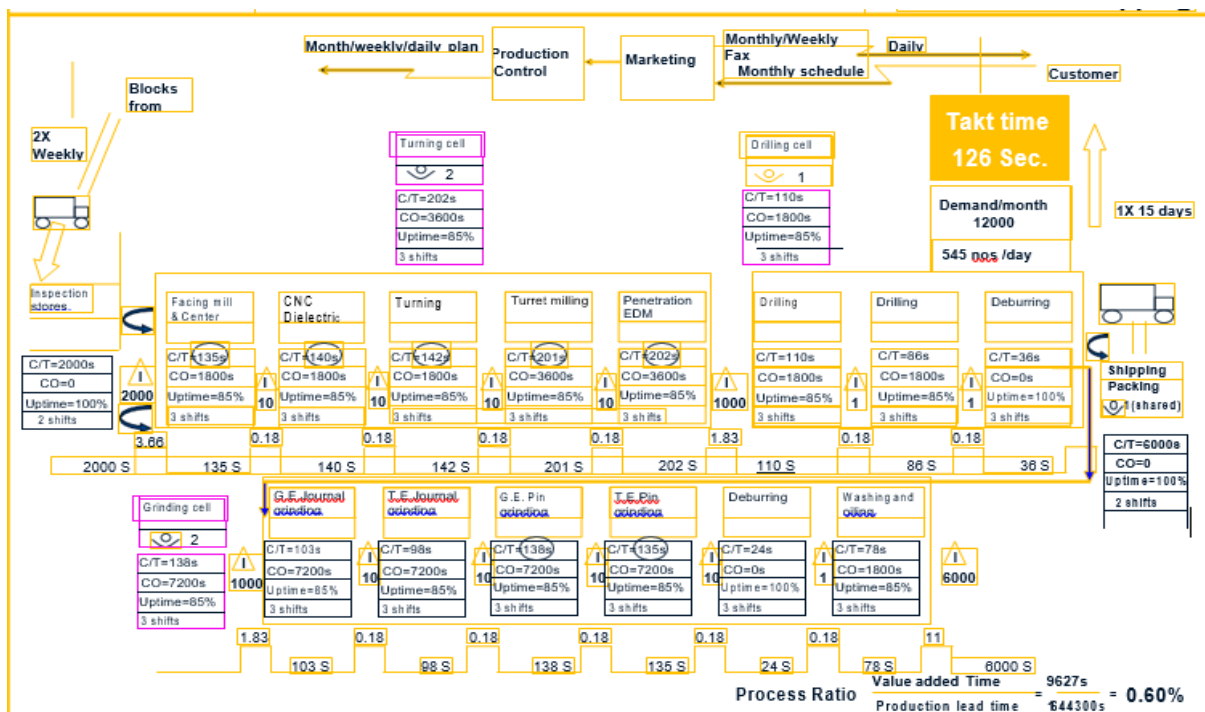 Month/weekly/daily plan
Production
Control
Marketing
Monthly/Weekly
Fax
Monthly schedule
Daily
Customer
Blocks
from
2X
Weekly
Takt time
126 Sec.
Demand/month
12000
545 nos /day
1X 15 days
Turning cell
2
C/T=202s
CO=3600s
Uptime=85%
3 shifts
Drilling cell
1
C/T=110s
CO=1800s
Uptime=85%
3 shifts
Inspection
stores.
C/T=2000s
CO=0
Uptime=100%
2 shifts
I
2000
Facing mill
& Center
C/T=135s
CO=1800s
Uptime=85%
3 shifts
I
10
CNC
Dielectric
C/T=140s
CO=1800s
Uptime=85%
3 shifts
I
10
Turning
C/T=142s
CO=1800s
Uptime=85%
3 shifts
I
10
Turret milling
C/T=201s
CO=3600s
Uptime=85%
3 shifts
I
10
Penetration
EDM
C/T=202s
CO=3600s
Uptime=85%
3 shifts
I
1000
Drilling
C/T=110s
CO=1800s
Uptime=85%
3 shifts
I
1
Drilling
C/T=86s
CO=1800s
Uptime=85%
3 shifts
I
1
Deburring
C/T=36s
CO=0s
Uptime=100%
3 shifts
Shipping
Packing
1(shared)
C/T=6000s
CO=0
Uptime=100%
2 shifts
3.66 0.18 0.18 0.18 0.18 1.83 0.18 0.18
2000 S 135 S 140 S 142 S 201 S 202 S 110 S 86 S 36 S
Grinding cell
2
C/T=138s
CO=7200s
Uptime=85%
3 shifts
I
1000
G.E.Journal
grinding
C/T=103s
CO=7200s
Uptime=85%
3 shifts
I
10
T.E.Journal
grinding
C/T=98s
CO=7200s
Uptime=85%
3 shifts
I
10
G.E. Pin
grinding
C/T=138s
CO=7200s
Uptime=85%
3 shifts
I
10
T.E.Pin
grinding
C/T=135s
CO=7200s
Uptime=85%
3 shifts
I
10
Deburring
C/T=24s
CO=0s
Uptime=100%
3 shifts
I
1
Washing and
oiling
C/T=78s
CO=1800s
Uptime=85%
3 shifts
I
6000
1.83 0.18 0.18 0.18 0.18 0.18 11
103 S 98 S 138 S 135 S 24 S 78 S 6000 S
Process Ratio
Value added Time
Production lead time
=
9627s
1644300s
= 0.60%